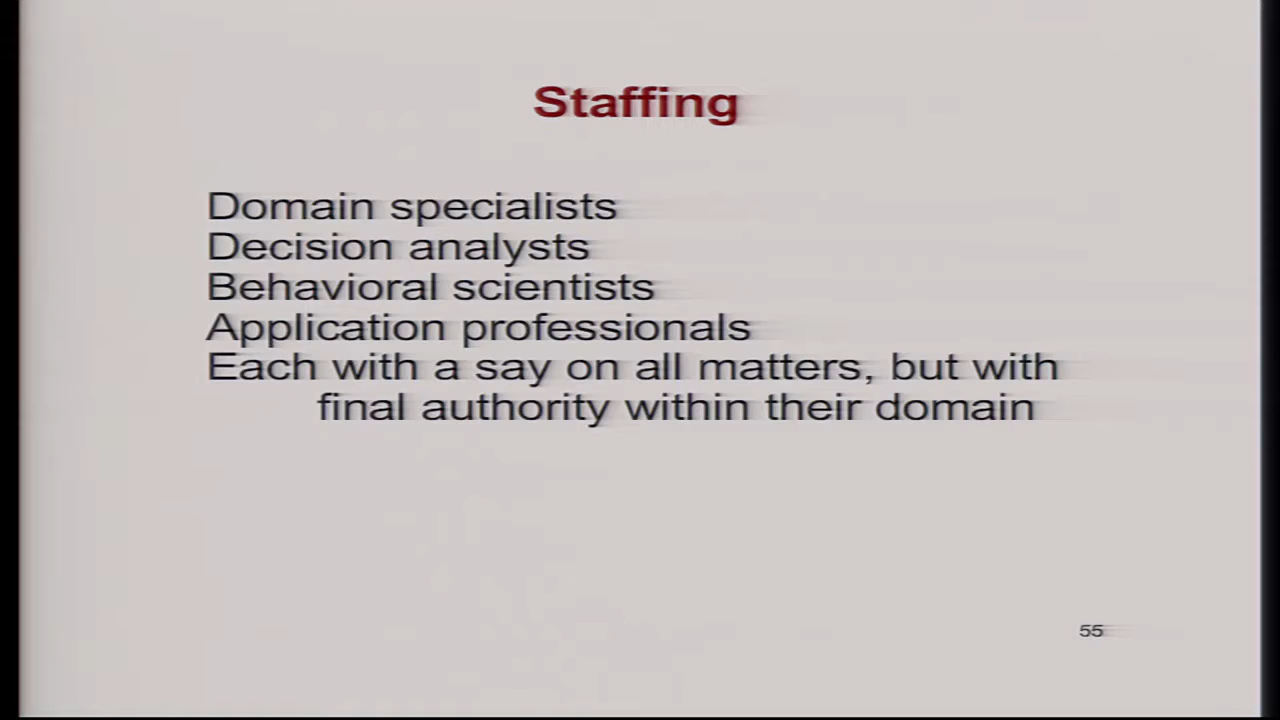 Staffing
Domain specialists
Decision analysts
Behavioral scientists
Application professionals
Each with a say on all matters, but with
final authority within their domain
55